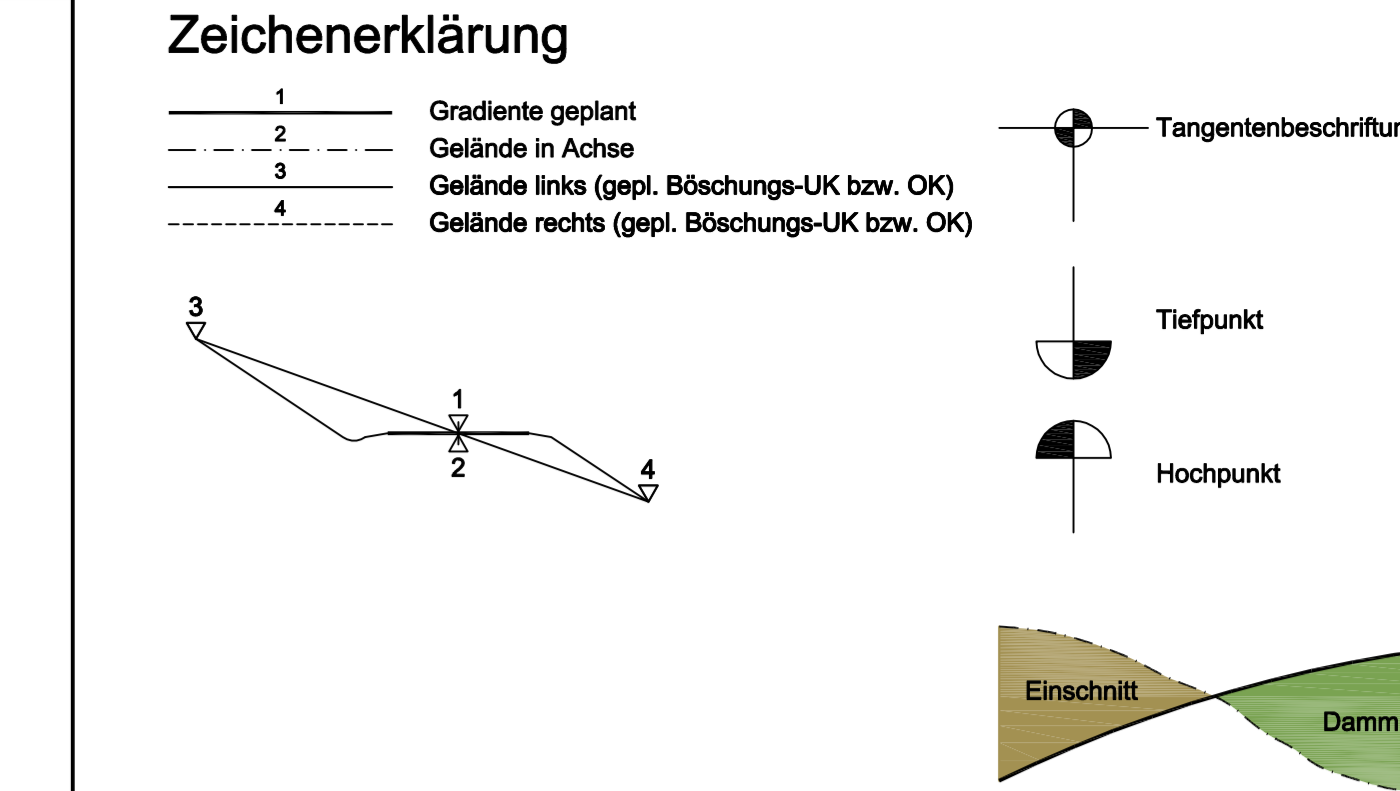 Zeichenerklärung
1
Gradiente geplant
2
Gelände in Achse
3
Gelände links (gepl. Böschungs-UK bzw. OK)
4
Gelände rechts (gepl. Böschungs-UK bzw. OK)
3
1
2
4
Tiefpunkt
Hochpunkt
Einschnitt
Damm